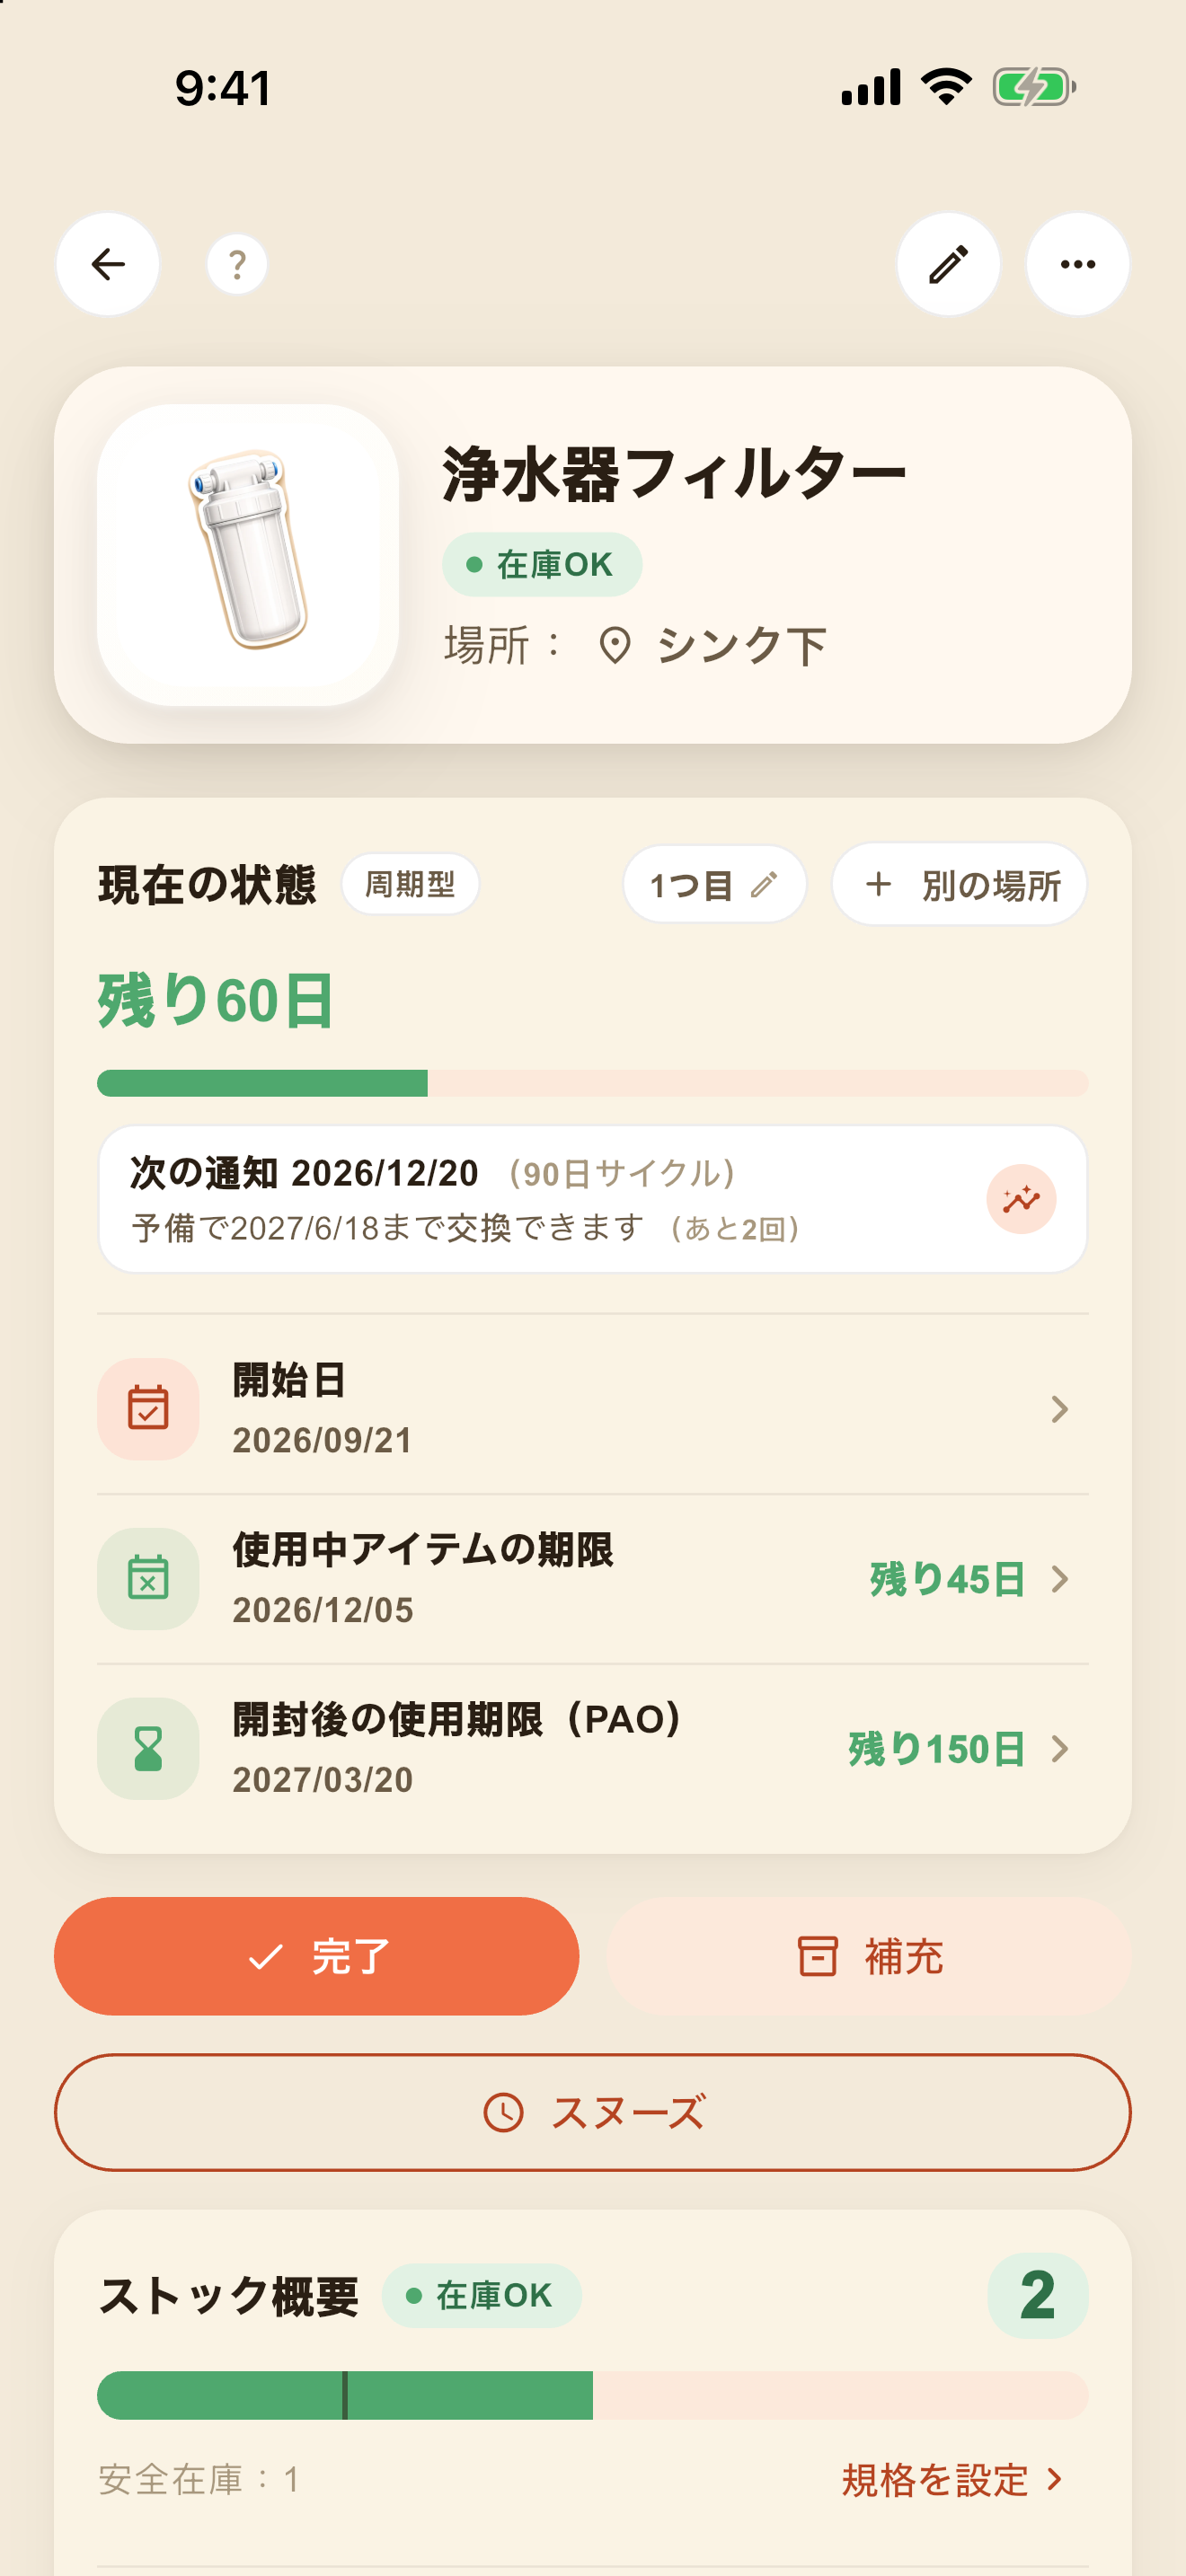 9:41
?
浄水器フィルター
在庫OK
場所： シンク下
現在の状態 周期型 1つ目 + 別の場所
残り60日
次の通知 2026/12/20 （90日サイクル）
予備で2027/6/18まで交換できます （あと2回）
開始日
2026/09/21
使用中アイテムの期限
2026/12/05
残り45日
開封後の使用期限（PAO）
2027/03/20
残り150日
完了
補充
スヌーズ
ストック概要 在庫OK 2
安全在庫：1
規格を設定